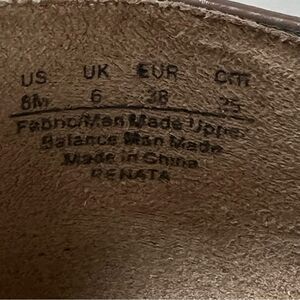 US UK EUR cm
8M 6 38 25
Fabric/Man Made Upper
Balance Man Made
Made in China
RENATA